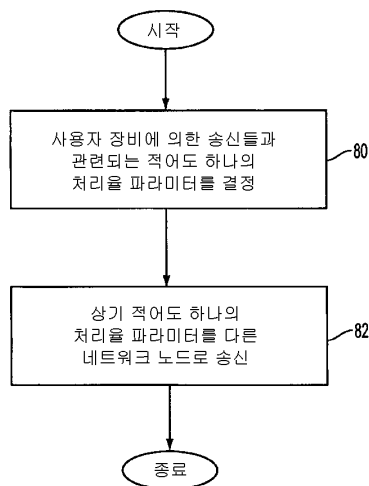 시작
사용자 장비에 의한 송신들과
관련되는 적어도 하나의
처리율 파라미터를 결정
80
상기 적어도 하나의
처리율 파라미터를 다른
네트워크 노드로 송신
82
종료